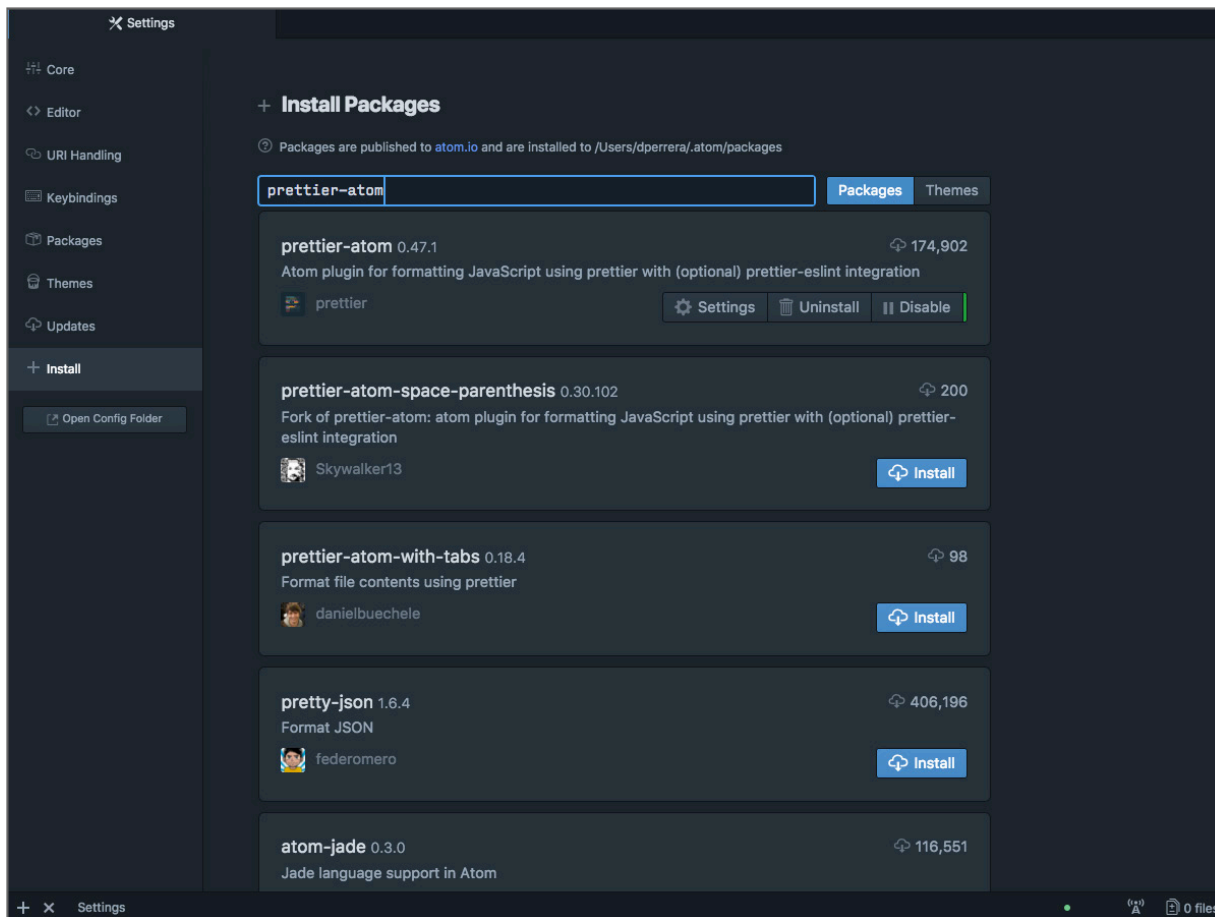 Settings
Core
Editor
URI Handling
Keybindings
Packages
Themes
Updates
Install
Open Config Folder
Install Packages
Packages are published to atom.io and are installed to /Users/dperrera/.atom/packages
prettier-atom
Packages Themes
prettier-atom 0.47.1 174,902
Atom plugin for formatting JavaScript using prettier with (optional) prettier-eslint integration
prettier Settings Uninstall Disable
prettier-atom-space-parenthesis 0.30.102 200
Fork of prettier-atom: atom plugin for formatting JavaScript using prettier with (optional) prettier-
eslint integration
Skywalker13 Install
prettier-atom-with-tabs 0.18.4 98
Format file contents using prettier
danielbuechele Install
pretty-json 1.6.4 406,196
Format JSON
federomero Install
atom-jade 0.3.0 116,551
Jade language support in Atom
Settings 0 files